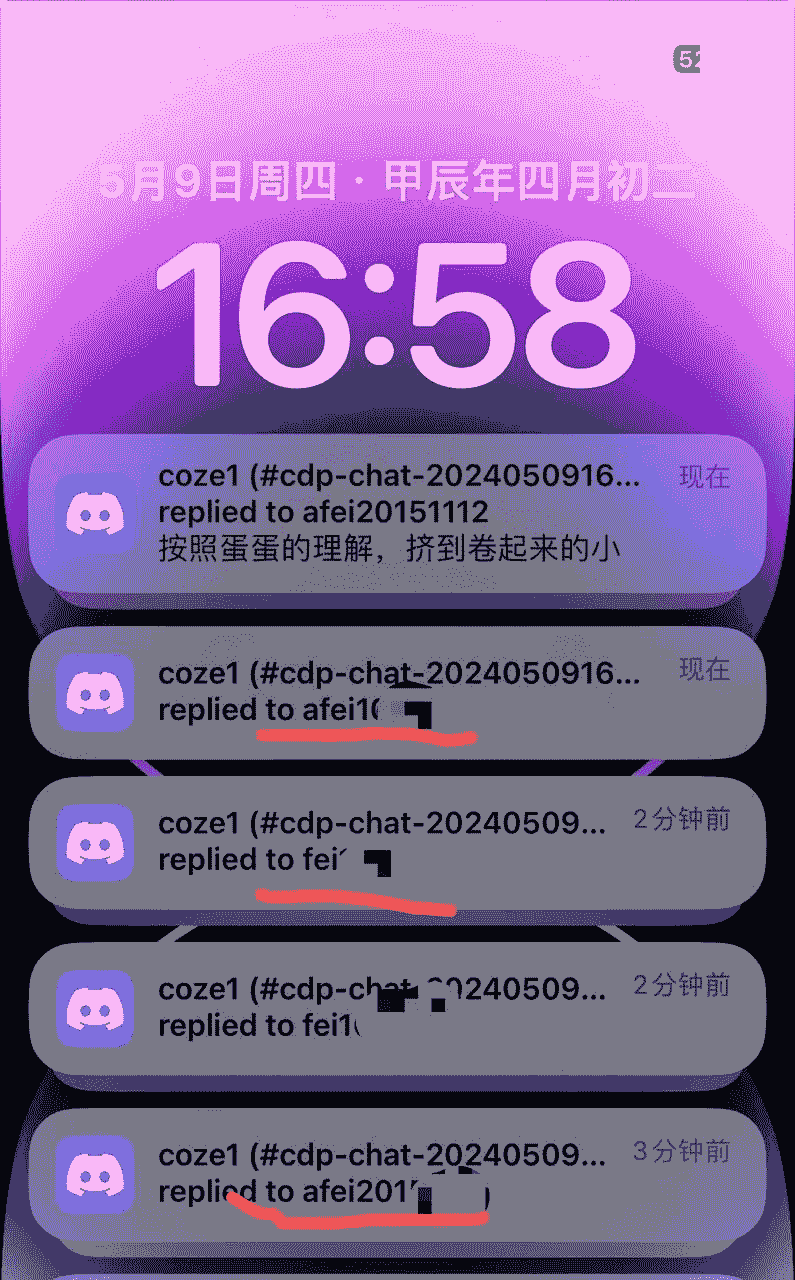 52
5月9日周四 · 甲辰年四月初二
16:58
coze1 (#cdp-chat-2024050916... 现在
replied to afei20151112
按照蛋蛋的理解，挤到卷起来的小
coze1 (#cdp-chat-2024050916... 现在
replied to afei1
coze1 (#cdp-chat-20240509... 2分钟前
replied to fei
coze1 (#cdp-chat-20240509... 2分钟前
replied to fei1
coze1 (#cdp-chat-20240509... 3分钟前
replied to afei201